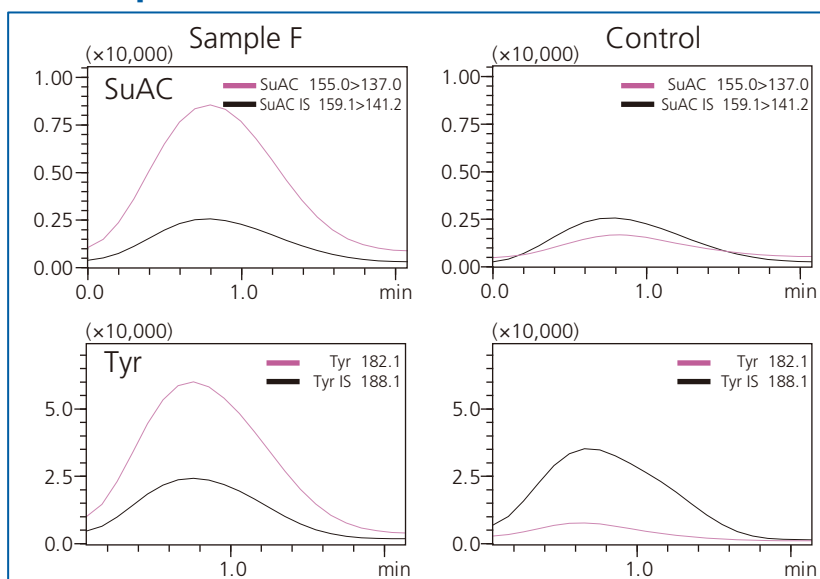 Sample F
Control
(×10,000)
SuAC
SuAC 155.0>137.0
SuAC IS 159.1>141.2
1.00
0.75
0.50
0.25
0.00
0.0
1.0
min
(×10,000)
SuAC 155.0>137.0
SuAC IS 159.1>141.2
1.00
0.75
0.50
0.25
0.00
0.0
1.0
min
(×10,000)
Tyr
Tyr 182.1
Tyr IS 188.1
5.0
2.5
0.0
1.0
min
(×10,000)
Tyr 182.1
Tyr IS 188.1
5.0
2.5
0.0
1.0
min